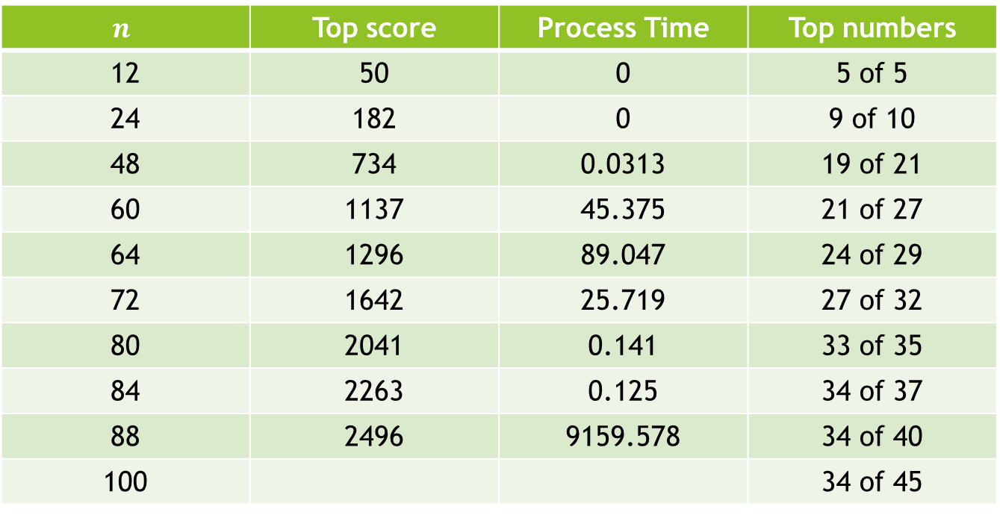 n Top score Process Time Top numbers
12 50 0 5 of 5
24 182 0 9 of 10
48 734 0.0313 19 of 21
60 1137 45.375 21 of 27
64 1296 89.047 24 of 29
72 1642 25.719 27 of 32
80 2041 0.141 33 of 35
84 2263 0.125 34 of 37
88 2496 9159.578 34 of 40
100 34 of 45